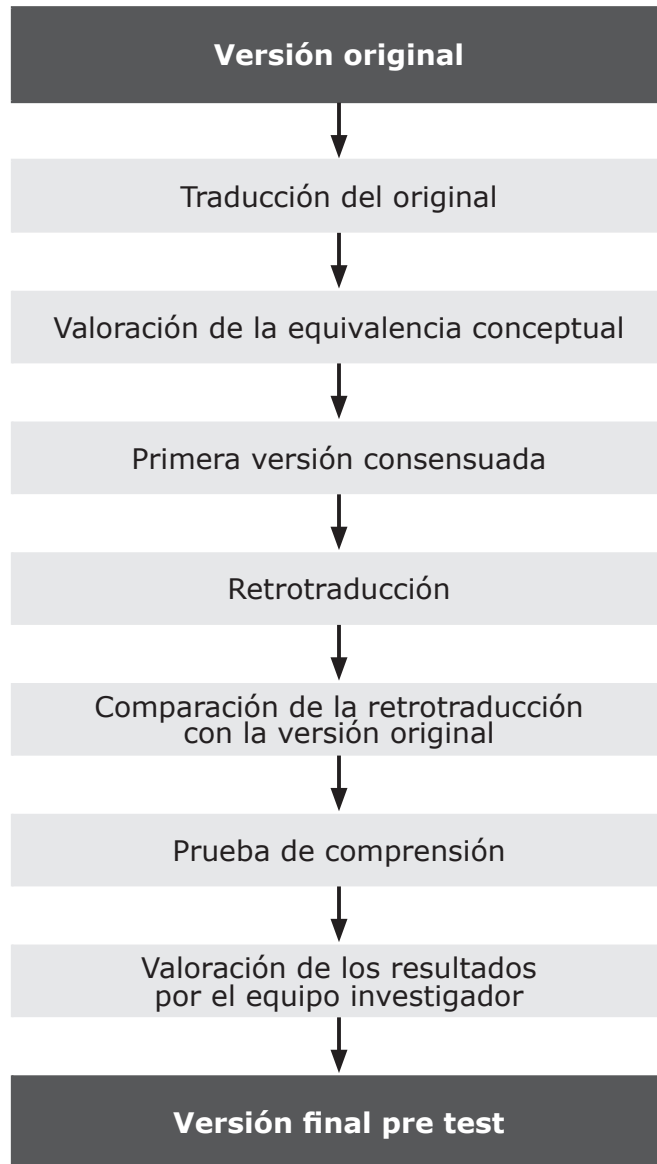 Versión original
Traducción del original
Valoración de la equivalencia conceptual
Primera versión consensuada
Retrotraducción
Comparación de la retrotraducción
con la versión original
Prueba de comprensión
Valoración de los resultados
por el equipo investigador
Versión final pre test